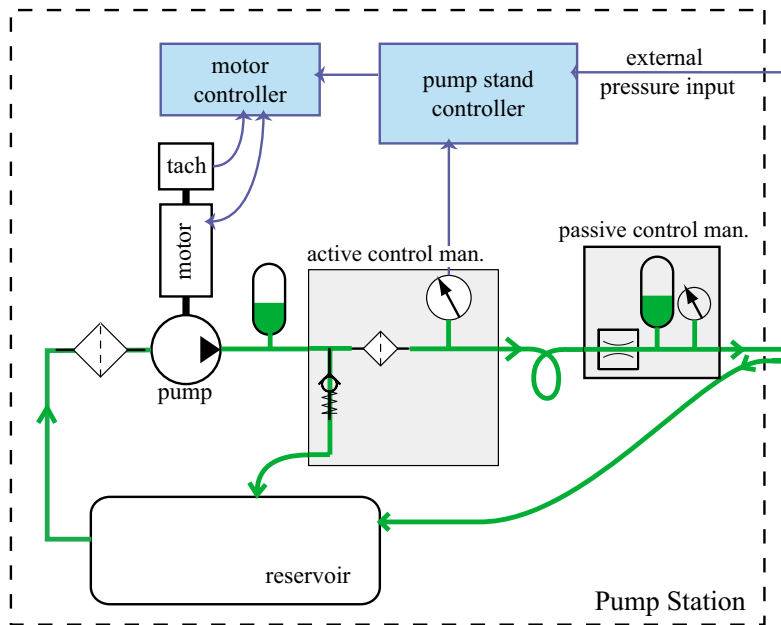 motor
controller
pump stand
controller
external
pressure input
tach
motor
active control man.
passive control man.
pump
reservoir
Pump Station